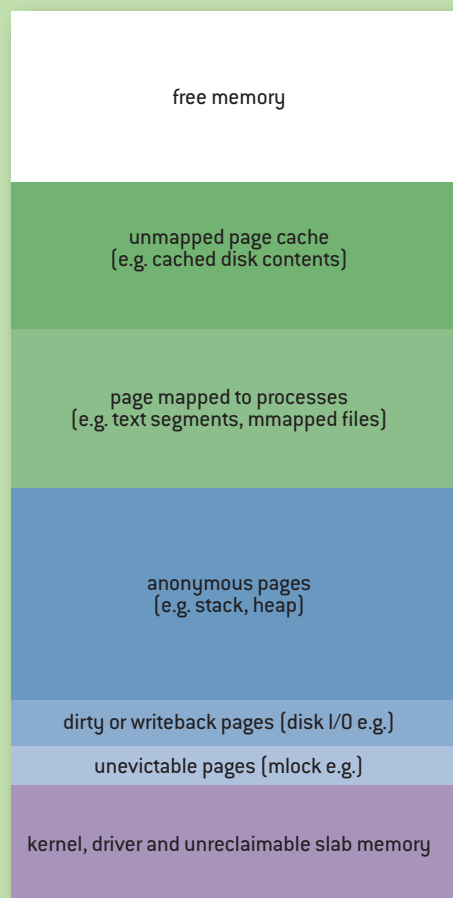 free memory
unmapped page cache
(e.g. cached disk contents)
page mapped to processes
(e.g. text segments, mmapped files)
anonymous pages
(e.g. stack, heap)
dirty or writeback pages (disk I/O e.g.)
unevictable pages (mlock e.g.)
kernel, driver and unreclaimable slab memory